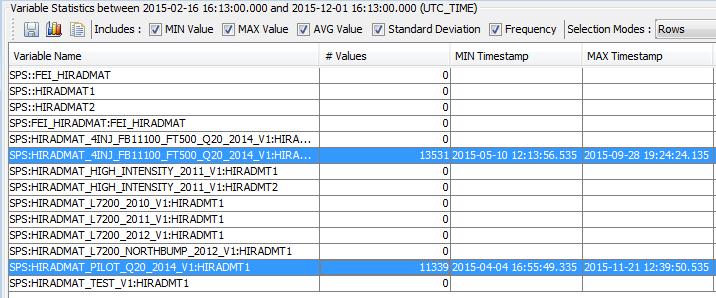 Variable Statistics between 2015-02-16 16:13:00.000 and 2015-12-01 16:13:00.000 (UTC_TIME)
Includes : MIN Value MAX Value AVG Value Standard Deviation Frequency Selection Modes : Rows
Variable Name # Values MIN Timestamp MAX Timestamp
SPS::FEI_HIRADMAT 0
SPS::HIRADMAT1 0
SPS::HIRADMAT2 0
SPS:FEI_HIRADMAT:FEI_HIRADMAT 0
SPS:HIRADMAT_4INJ_FB11100_FT500_Q20_2014_V1:HIRA... 0
SPS:HIRADMAT_4INJ_FB11100_FT500_Q20_2014_V1:HIRA... 13531 2015-05-10 12:13:56.535 2015-09-28 19:24:24.135
SPS:HIRADMAT_HIGH_INTENSITY_2011_V1:HIRADMT1 0
SPS:HIRADMAT_HIGH_INTENSITY_2011_V1:HIRADMT2 0
SPS:HIRADMAT_L7200_2010_V1:HIRADMT1 0
SPS:HIRADMAT_L7200_2011_V1:HIRADMT1 0
SPS:HIRADMAT_L7200_2012_V1:HIRADMT1 0
SPS:HIRADMAT_L7200_NORTHBUMP_2012_V1:HIRADMT1 0
SPS:HIRADMAT_PILOT_Q20_2014_V1:HIRADMT1 11339 2015-04-04 16:55:49.335 2015-11-21 12:39:50.535
SPS:HIRADMAT_TEST_V1:HIRADMT1 0